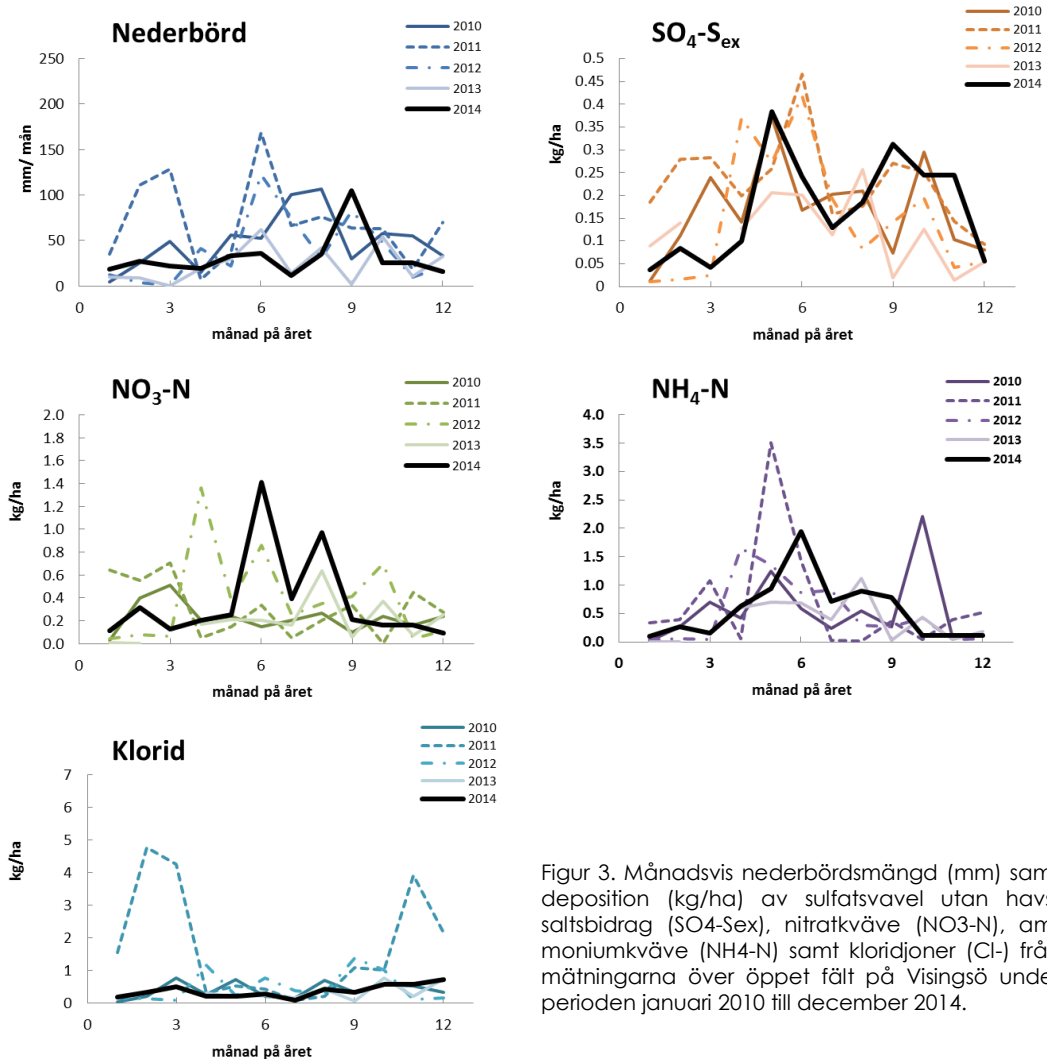 Nederbörd
2010
2011
2012
2013
2014
250
200
150
100
50
0
mm/ mån
0 3 6 9 12
månad på året
SO4-Sex
2010
2011
2012
2013
2014
0.5
0.45
0.4
0.35
0.3
0.25
0.2
0.15
0.1
0.05
0
kg/ha
0 3 6 9 12
månad på året
NO3-N
2010
2011
2012
2013
2014
2.0
1.8
1.6
1.4
1.2
1.0
0.8
0.6
0.4
0.2
0.0
kg/ha
0 3 6 9 12
månad på året
NH4-N
2010
2011
2012
2013
2014
4.0
3.5
3.0
2.5
2.0
1.5
1.0
0.5
0.0
kg/ha
0 3 6 9 12
månad på året
Klorid
2010
2011
2012
2013
2014
7
6
5
4
3
2
1
0
kg/ha
0 3 6 9 12
månad på året
Figur 3. Månadsvis nederbördsmängd (mm) sam
deposition (kg/ha) av sulfatsvavel utan havs
saltsbidrag (SO4-Sex), nitratkväve (NO3-N), am
moniumkväve (NH4-N) samt kloridjoner (Cl-) frå
mätningarna över öppet fält på Visingsö unde
perioden januari 2010 till december 2014.